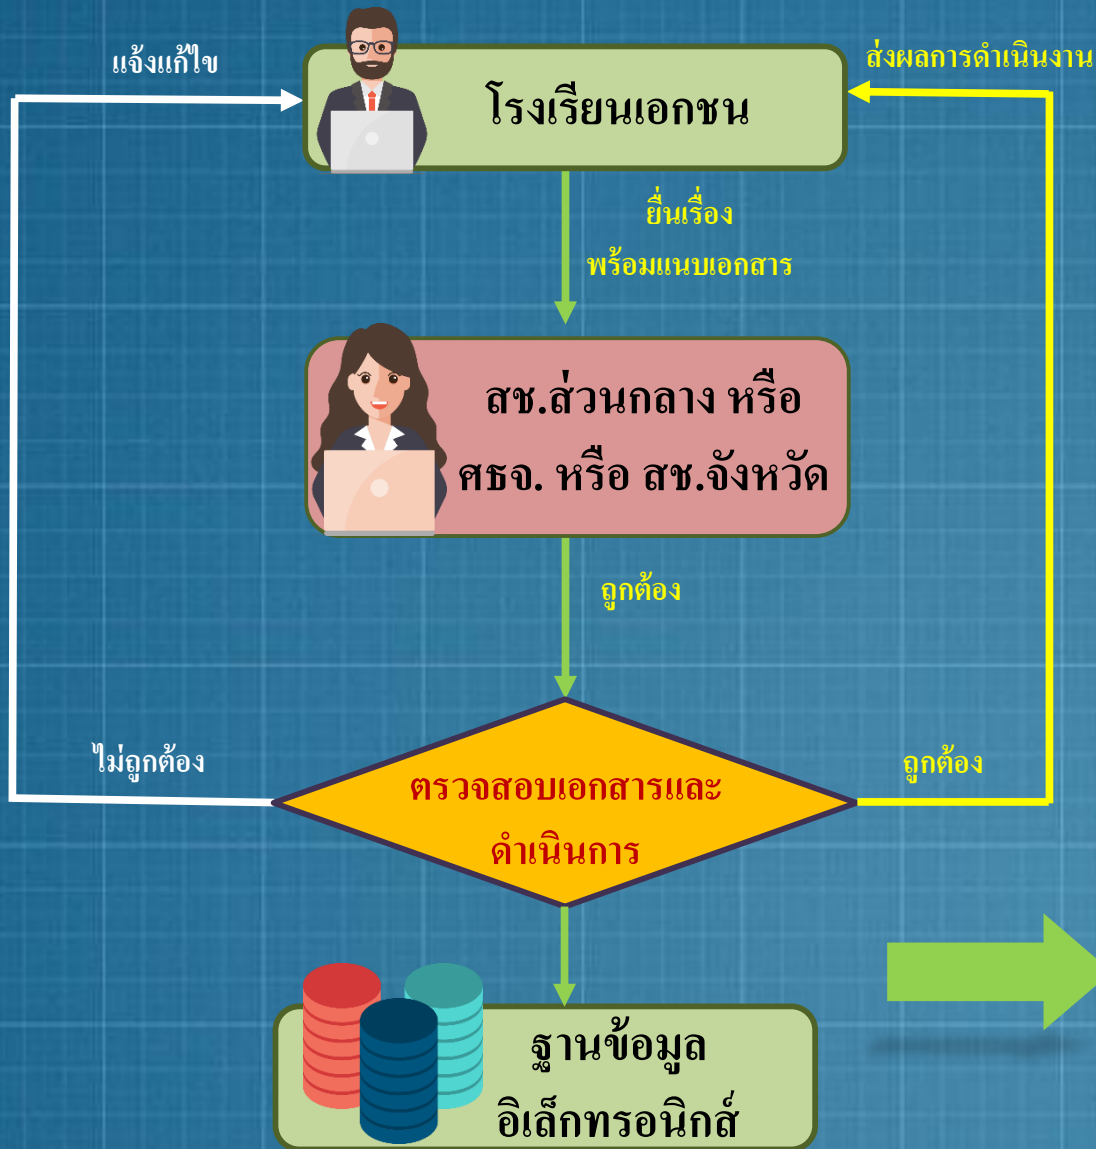 แจ้งแก้ไข
ส่งผลการดำเนินงาน
โรงเรียนเอกชน
ยื่นเรื่อง
พร้อมแนบเอกสาร
สช.ส่วนกลาง หรือ
ศธจ. หรือ สช.จังหวัด
ถูกต้อง
ไม่ถูกต้อง
ถูกต้อง
ตรวจสอบเอกสารและ
ดำเนินการ
ฐานข้อมูล
อิเล็กทรอนิกส์